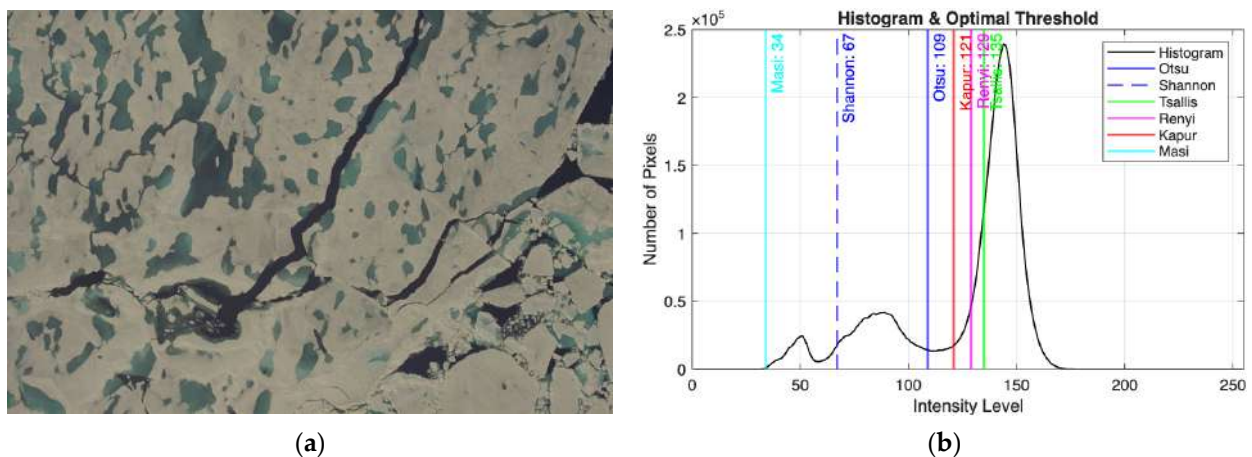 Histogram & Optimal Threshold
×10⁵
2.5
2
1.5
1
0.5
0
Number of Pixels
0 50 100 150 200 250
Intensity Level
Masi: 34
Shannon: 67
Otsu: 109
Kapur: 121
Renyi: 129
Tsallis: 135
Histogram
Otsu
Shannon
Tsallis
Renyi
Kapur
Masi
(a)
(b)